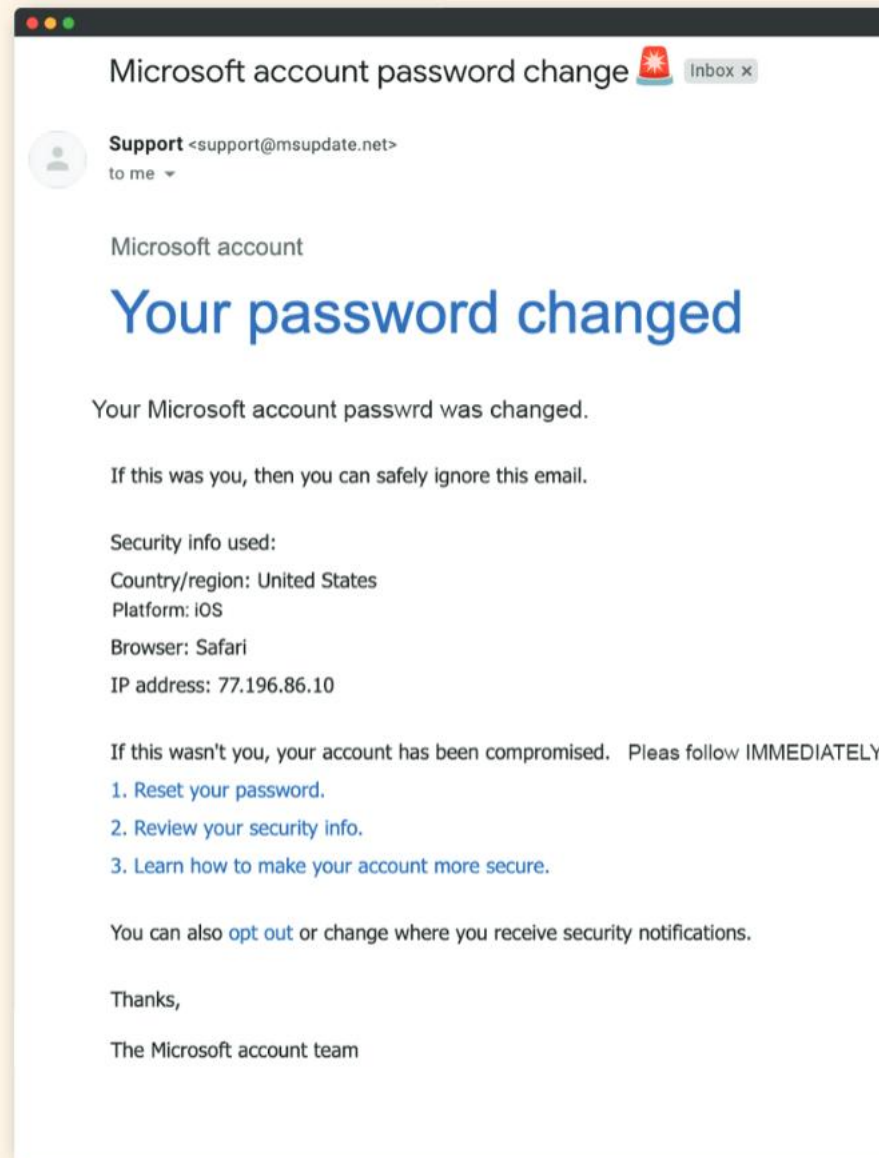 Microsoft account password change🚨 Inbox ×
Support <support@msupdate.net>
to me
Microsoft account
Your password changed
Your Microsoft account passwrd was changed.
If this was you, then you can safely ignore this email.
Security info used:
Country/region: United States
Platform: iOS
Browser: Safari
IP address: 77.196.86.10
If this wasn't you, your account has been compromised. Pleas follow IMMEDIATELY
1. Reset your password.
2. Review your security info.
3. Learn how to make your account more secure.
You can also opt out or change where you receive security notifications.
Thanks,
The Microsoft account team